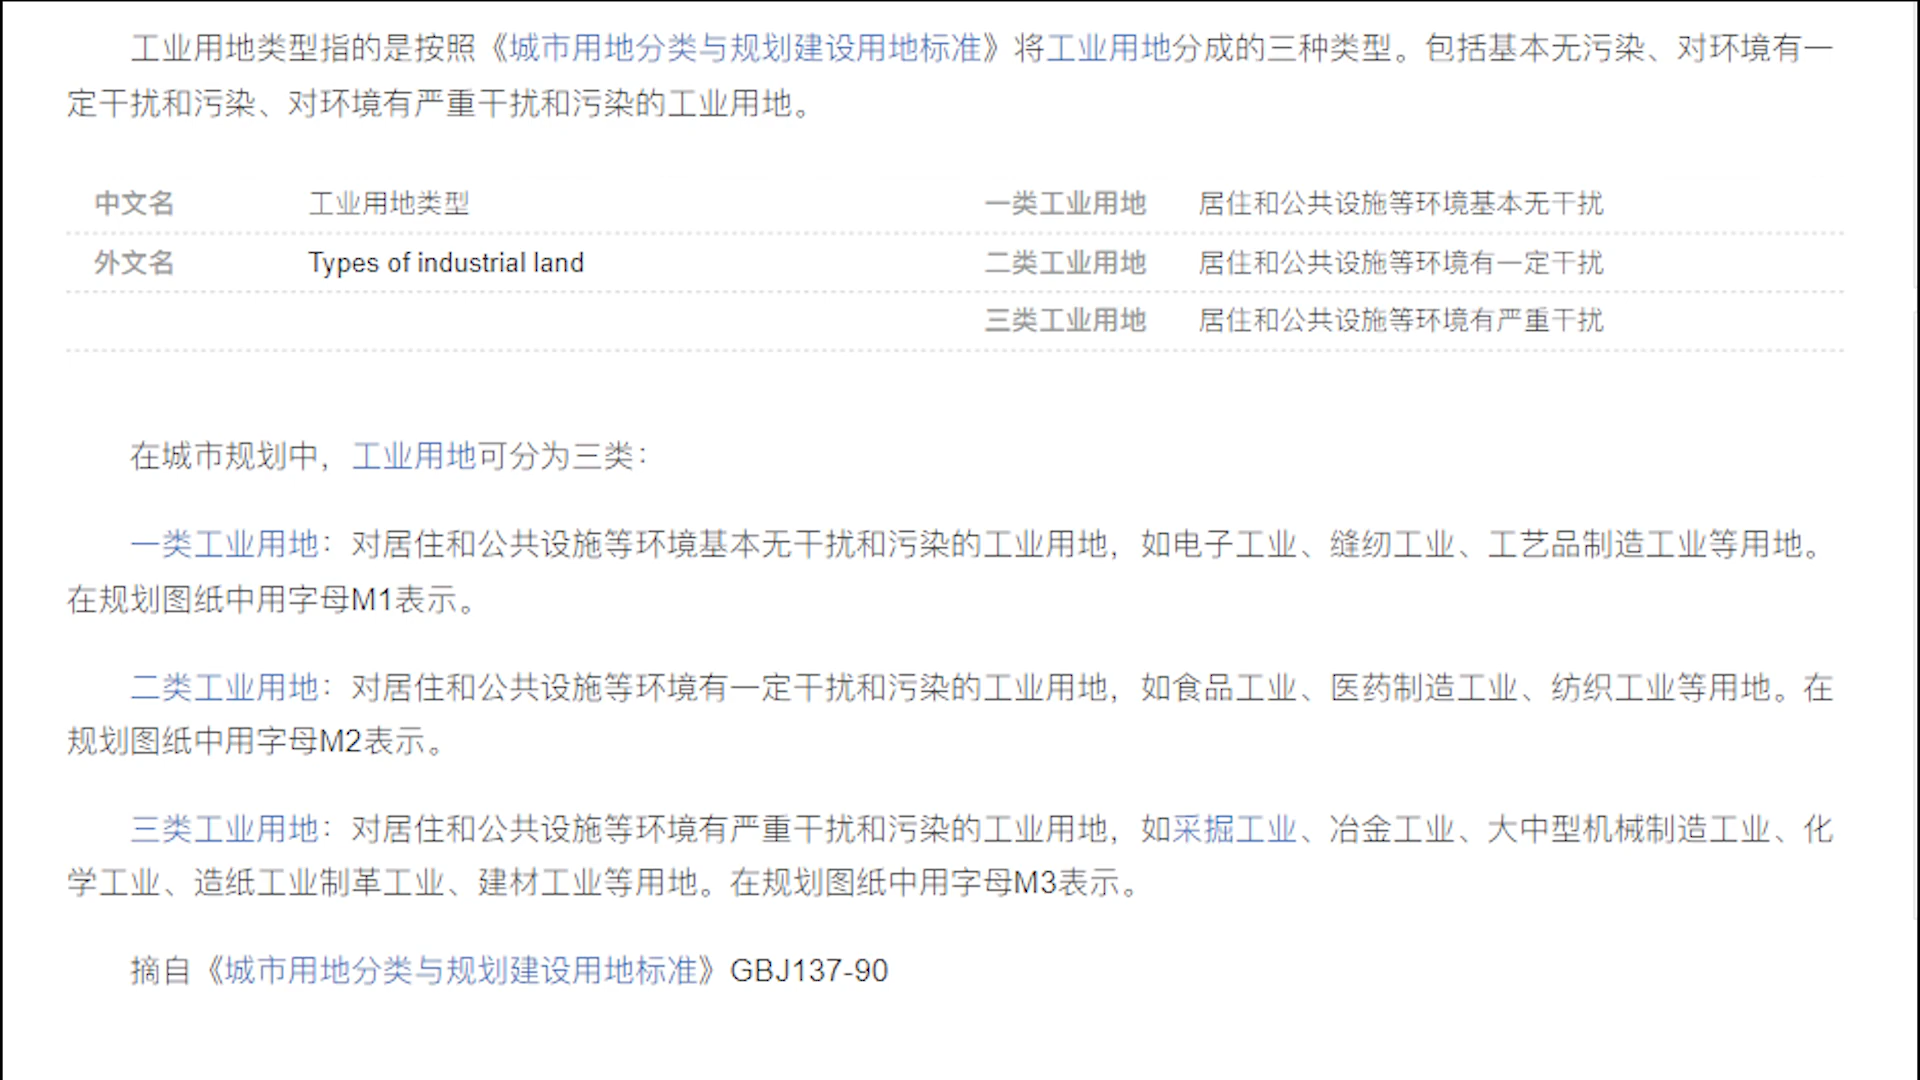 工业用地类型指的是按照《城市用地分类与规划建设用地标准》将工业用地分成的三种类型。包括基本无污染、对环境有一
定干扰和污染、对环境有严重干扰和污染的工业用地。
中文名 工业用地类型 一类工业用地 居住和公共设施等环境基本无干扰
外文名 Types of industrial land 二类工业用地 居住和公共设施等环境有一定干扰
三类工业用地 居住和公共设施等环境有严重干扰
在城市规划中，工业用地可分为三类：
一类工业用地：对居住和公共设施等环境基本无干扰和污染的工业用地，如电子工业、缝纫工业、工艺品制造工业等用地。
在规划图纸中用字母M1表示。
二类工业用地：对居住和公共设施等环境有一定干扰和污染的工业用地，如食品工业、医药制造工业、纺织工业等用地。在
规划图纸中用字母M2表示。
三类工业用地：对居住和公共设施等环境有严重干扰和污染的工业用地，如采掘工业、冶金工业、大中型机械制造工业、化
学工业、造纸工业制革工业、建材工业等用地。在规划图纸中用字母M3表示。
摘自《城市用地分类与规划建设用地标准》GBJ137-90